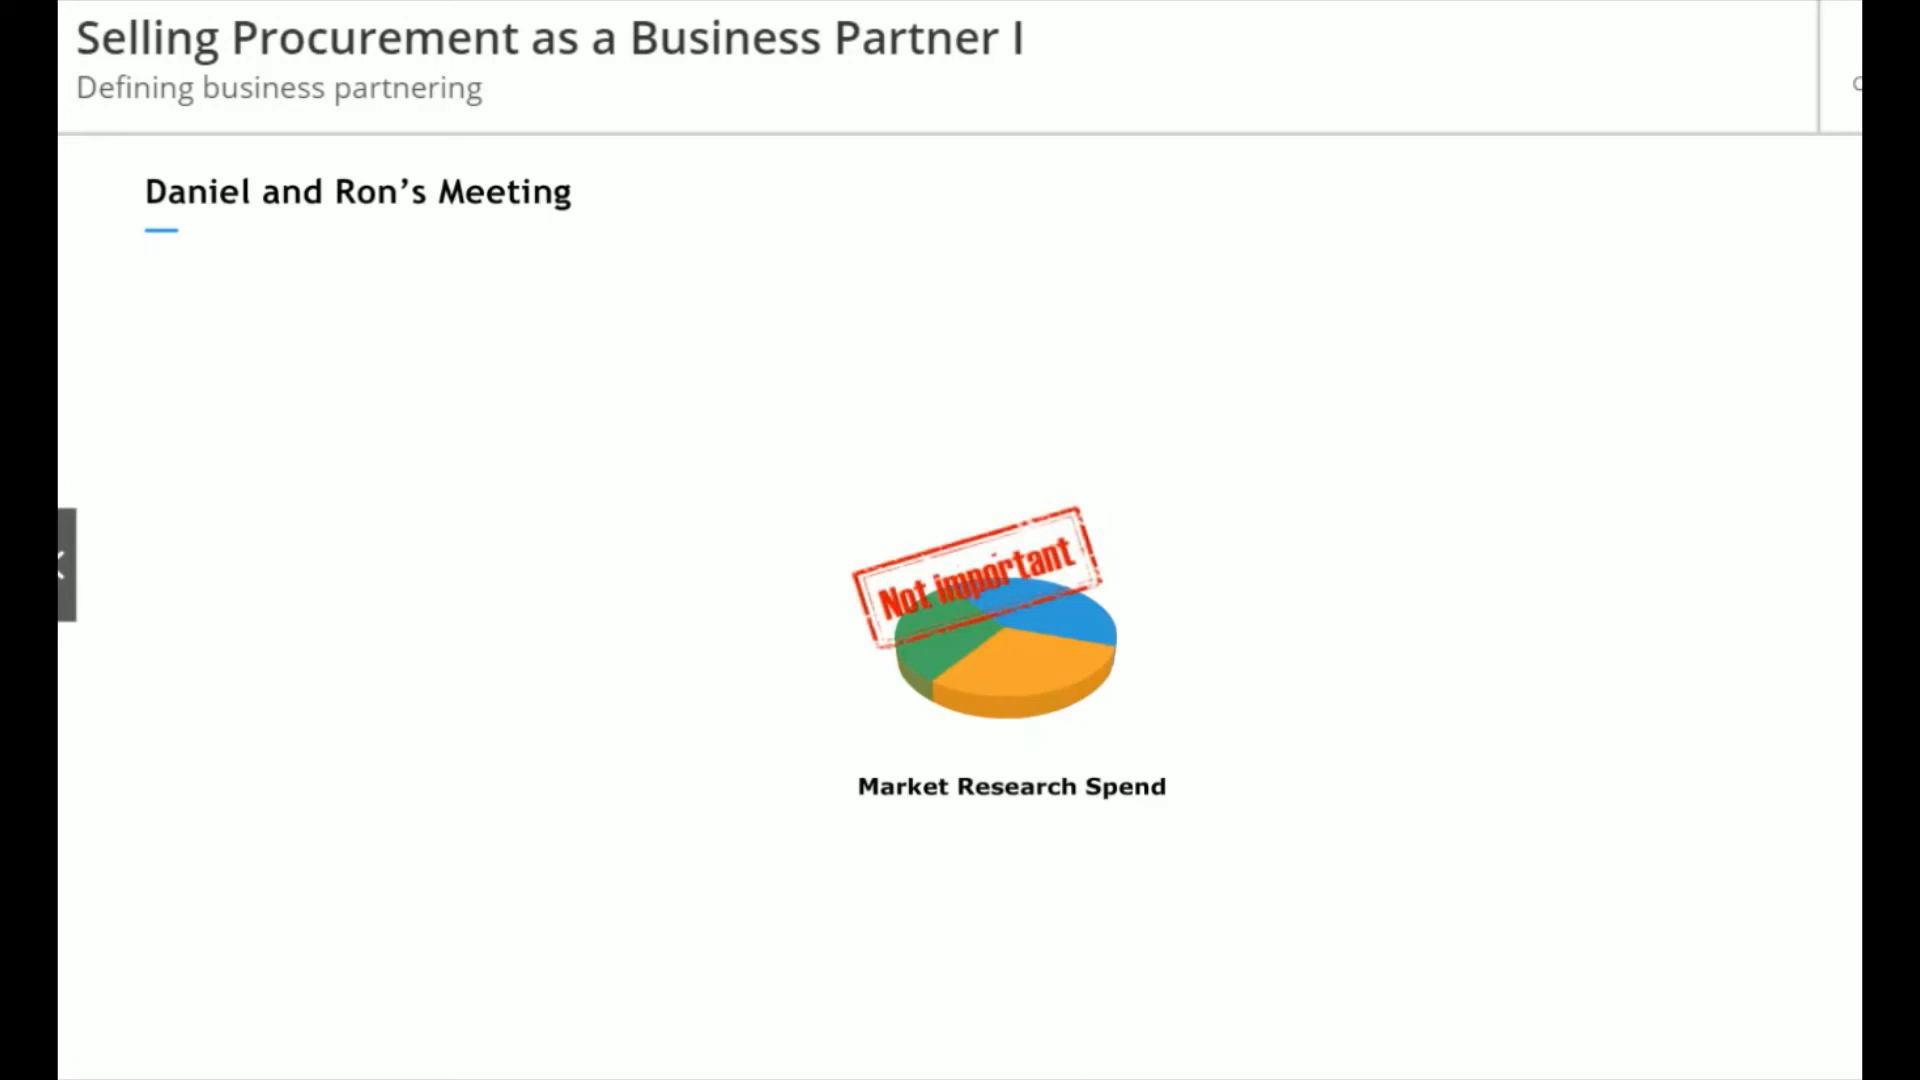 Selling Procurement as a Business Partner I
Defining business partnering
Daniel and Ron’s Meeting
Not important
Market Research Spend